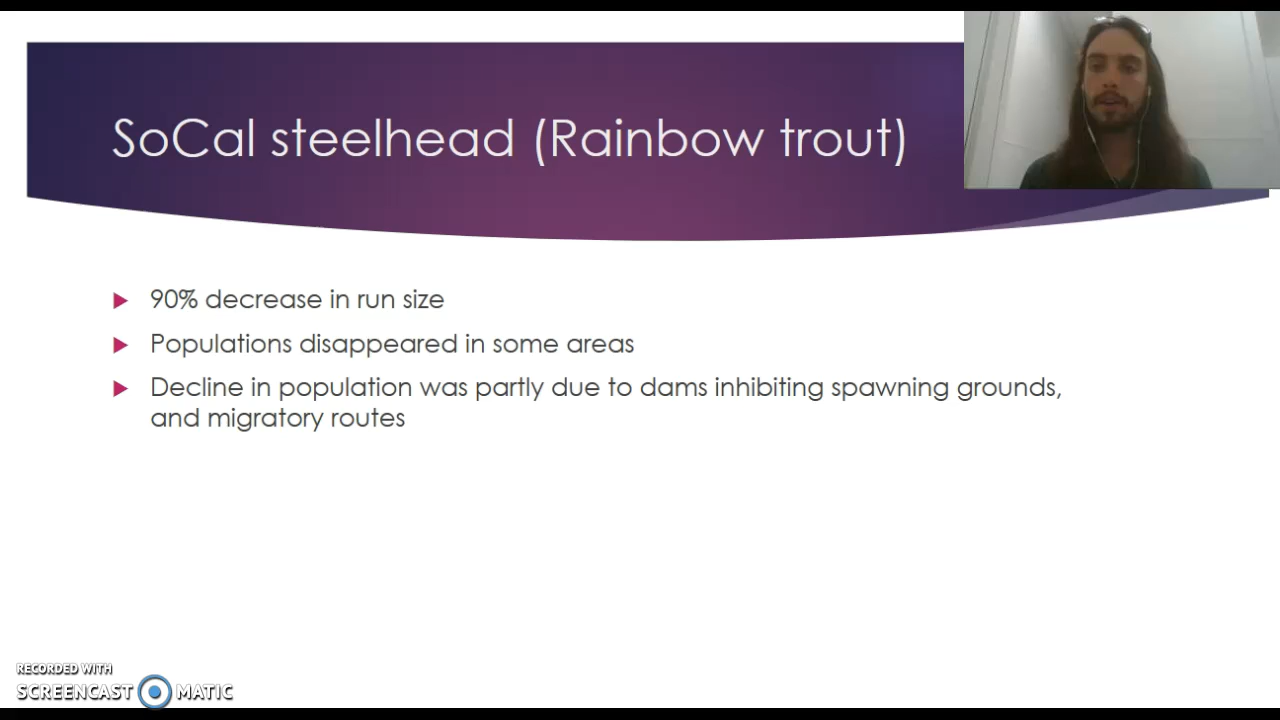 SoCal steelhead (Rainbow trout)
90% decrease in run size
Populations disappeared in some areas
Decline in population was partly due to dams inhibiting spawning grounds,
and migratory routes
RECORDED WITH
SCREENCAST MATIC